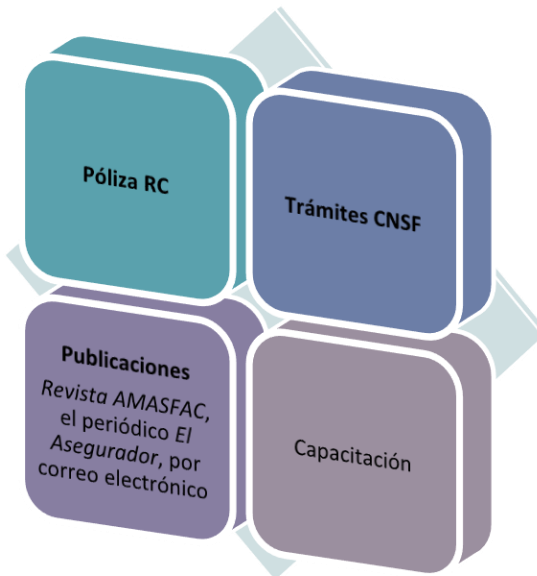 Póliza RC
Trámites CNSF
Publicaciones
Revista AMASFAC,
el periódico El
Asegurador, por
correo electrónico
Capacitación